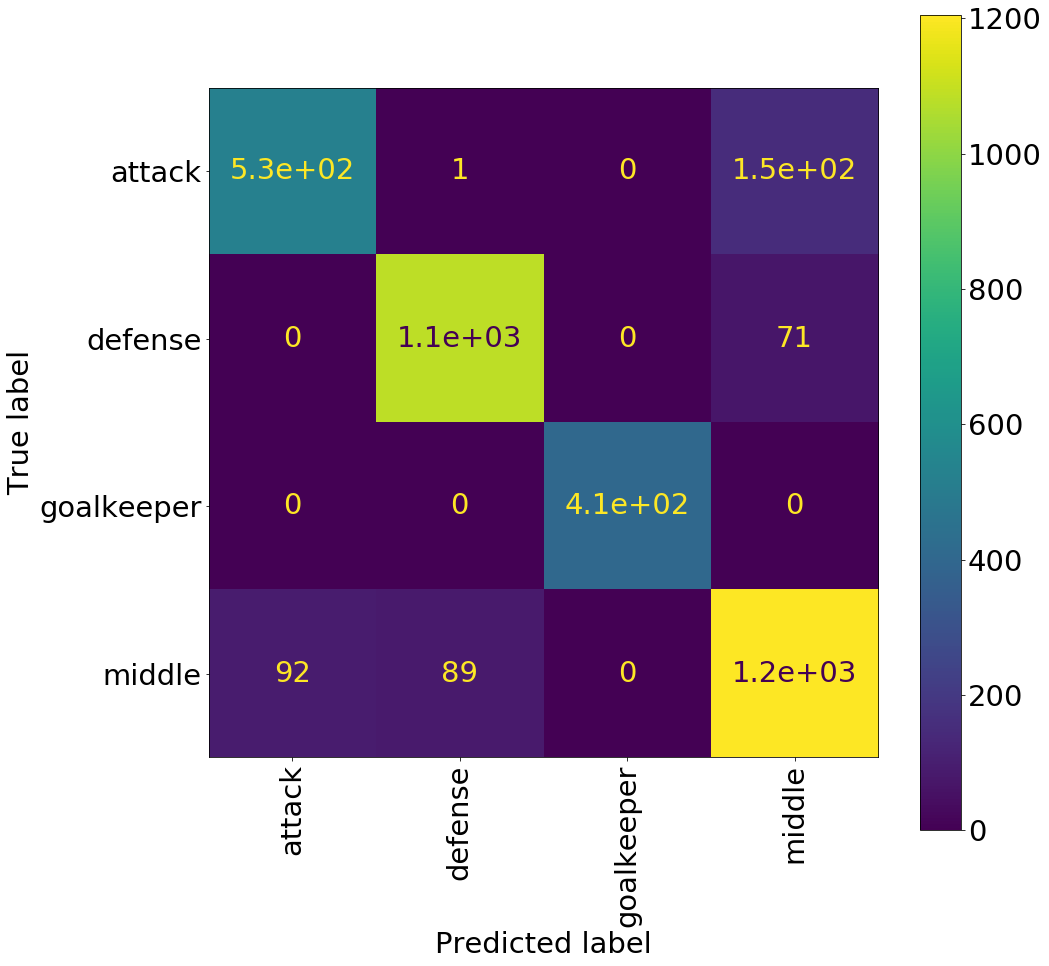 1200
1000
800
600
400
200
0
True label
attack
defense
goalkeeper
middle
5.3e+02 1 0 1.5e+02
0 1.1e+03 0 71
0 0 4.1e+02 0
92 89 0 1.2e+03
attack
defense
goalkeeper
middle
Predicted label